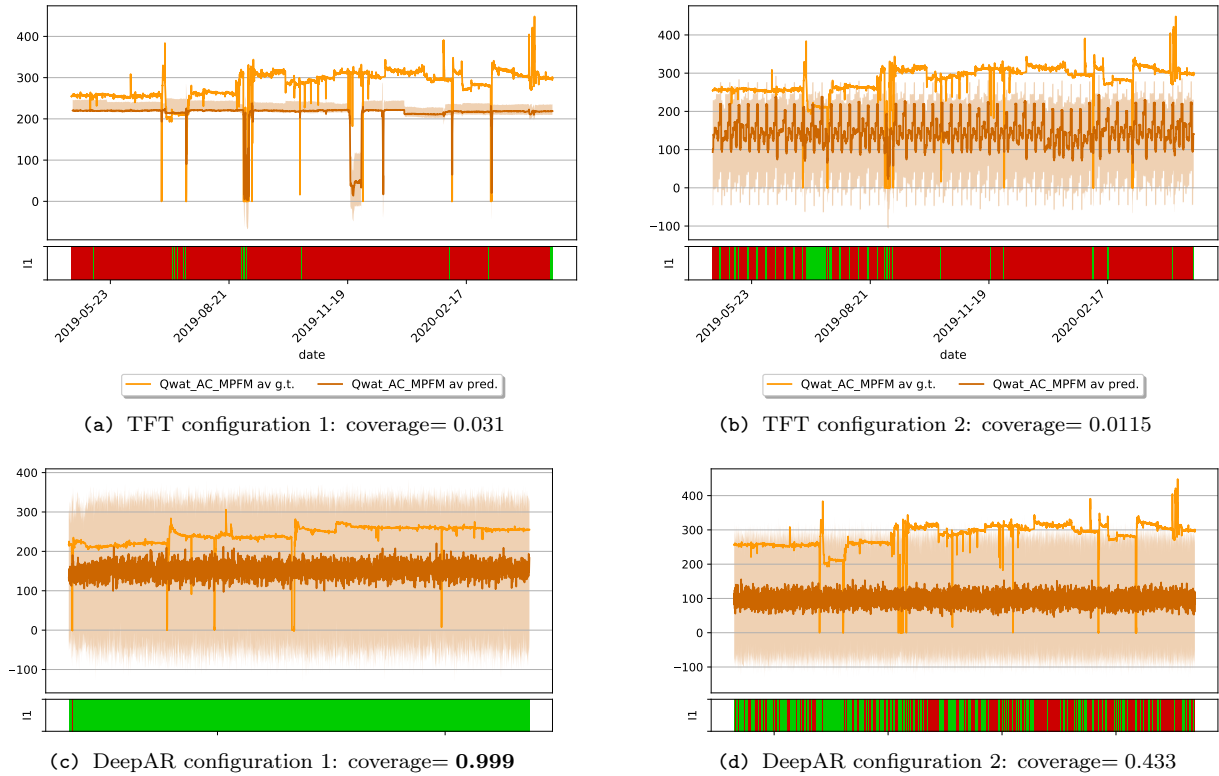 400
300
200
100
0
I1
2019-05-23
2019-08-21
2019-11-19
2020-02-17
date
400
300
200
100
0
−100
I1
2019-05-23
2019-08-21
2019-11-19
2020-02-17
date
Qwat_AC_MPFM av g.t. Qwat_AC_MPFM av pred.
Qwat_AC_MPFM av g.t. Qwat_AC_MPFM av pred.
(a) TFT configuration 1: coverage= 0.031
(b) TFT configuration 2: coverage= 0.0115
400
300
200
100
0
−100
I1
400
300
200
100
0
−100
I1
(c) DeepAR configuration 1: coverage= 0.999
(d) DeepAR configuration 2: coverage= 0.433